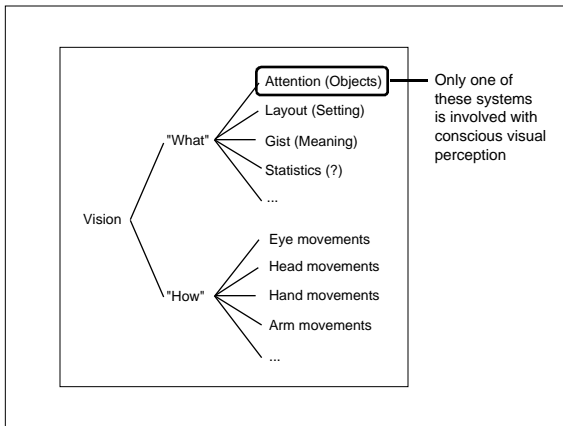 Attention (Objects)
Layout (Setting)
Gist (Meaning)
Statistics (?)
...
"What"
Vision
"How"
Eye movements
Head movements
Hand movements
Arm movements
...
Only one of
these systems
is involved with
conscious visual
perception